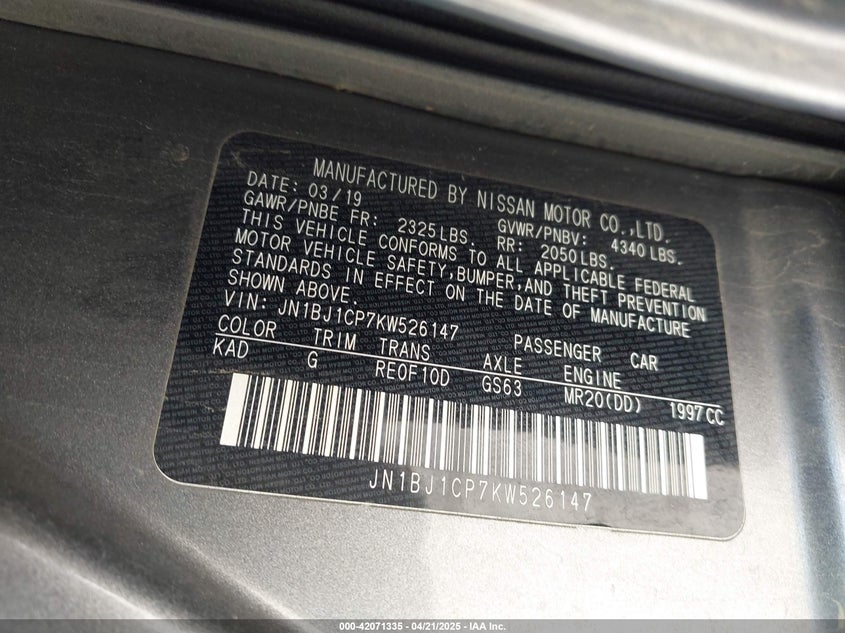 MANUFACTURED BY NISSAN MOTOR CO.,LTD.
DATE: 03/19 GVWR/PNBV: 4340 LBS.
GAWR/PNBE FR: 2325LBS. RR: 2050LBS.
THIS VEHICLE CONFORMS TO ALL APPLICABLE FEDERAL
MOTOR VEHICLE SAFETY,BUMPER,AND THEFT PREVENTION
STANDARDS IN EFFECT ON THE DATE OF MANUFACTURE
SHOWN ABOVE.
VIN: JN1BJ1CP7KW526147 PASSENGER CAR
COLOR TRIM TRANS AXLE ENGINE
KAD G RE0F10D GS63 MR20(DD) 1997CC
JN1BJ1CP7KW526147
000-42071335 - 04/21/2025 - IAA Inc.